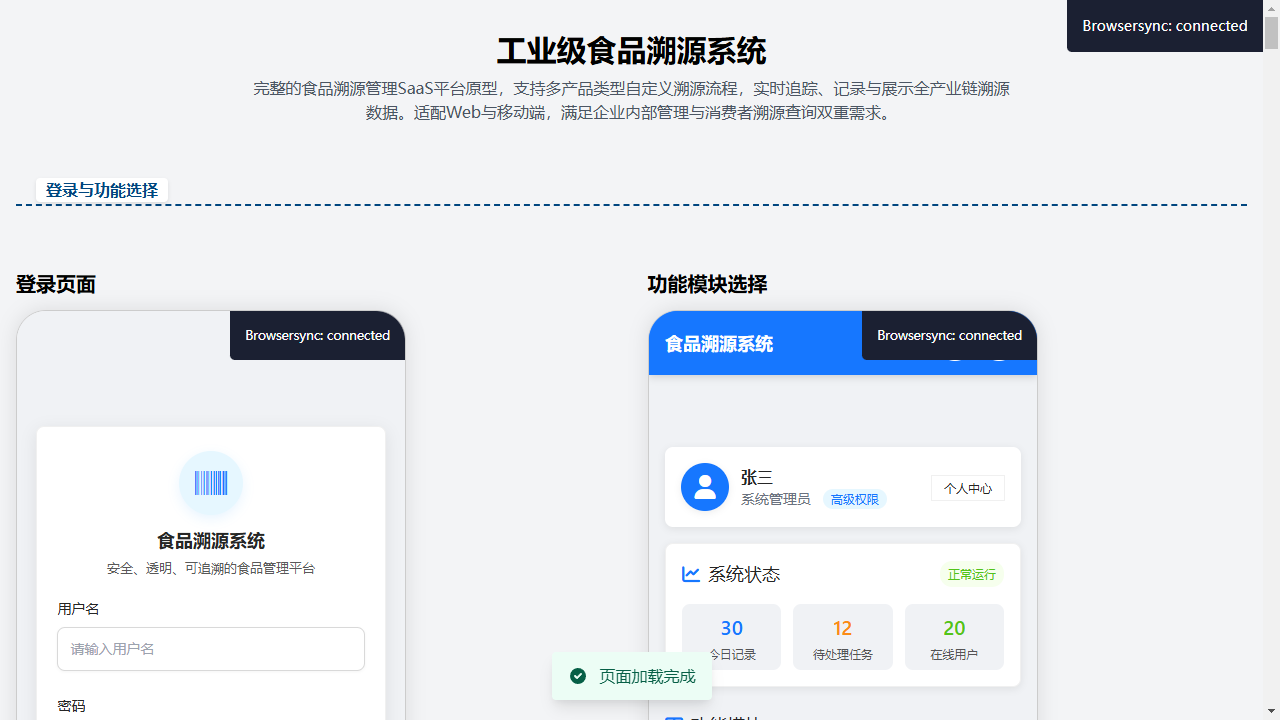 Browsersync: connected
工业级食品溯源系统
完整的食品溯源管理SaaS平台原型，支持多产品类型自定义溯源流程，实时追踪、记录与展示全产业链溯源
数据。适配Web与移动端，满足企业内部管理与消费者溯源查询双重需求。
登录与功能选择
登录页面
Browsersync: connected
食品溯源系统
安全、透明、可追溯的食品管理平台
用户名
请输入用户名
密码
功能模块选择
食品溯源系统
Browsersync: connected
张三
系统管理员 高级权限
个人中心
系统状态
正常运行
30
今日记录
12
待处理任务
20
在线用户
功能模块
页面加载完成